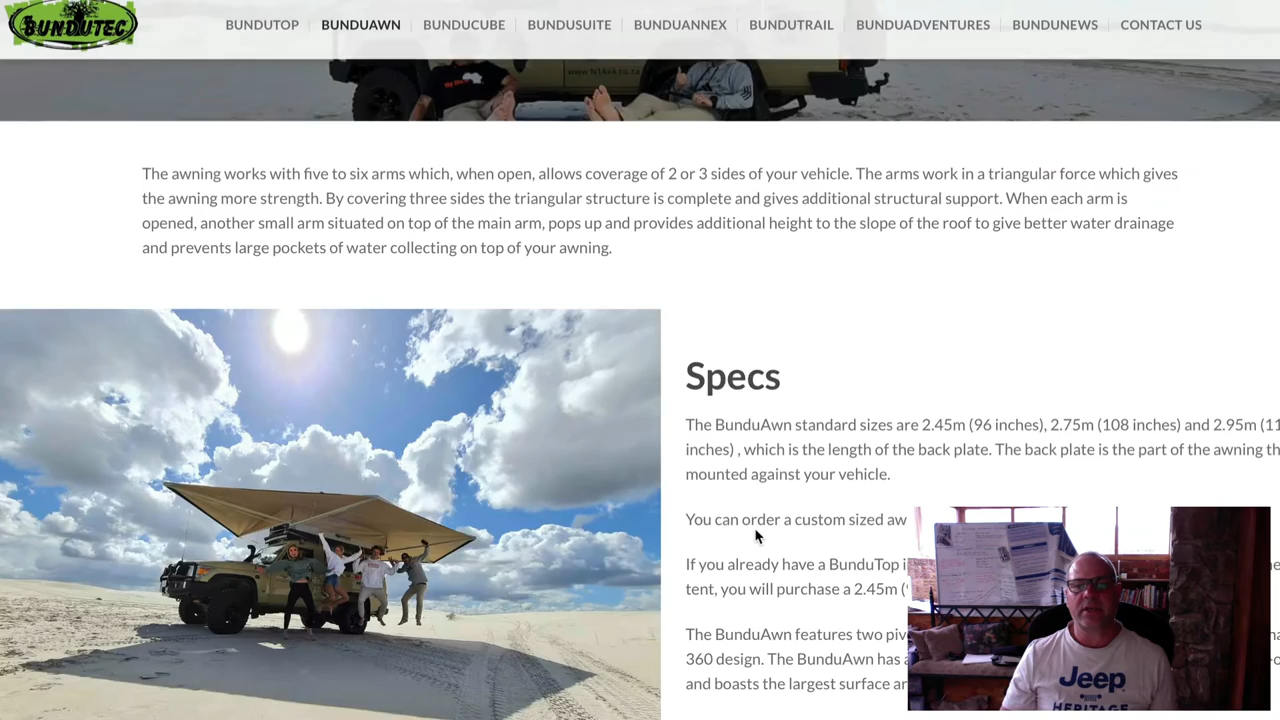 BUNDUTEC
BUNDUTOP BUNDUAWN BUNDUCUBE BUNDUSUITE BUNDUANNEX BUNDUTRAIL BUNDUADVENTURES BUNDUNEWS CONTACT US
The awning works with five to six arms which, when open, allows coverage of 2 or 3 sides of your vehicle. The arms work in a triangular force which gives
the awning more strength. By covering three sides the triangular structure is complete and gives additional structural support. When each arm is
opened, another small arm situated on top of the main arm, pops up and provides additional height to the slope of the roof to give better water drainage
and prevents large pockets of water collecting on top of your awning.
Specs
The BunduAwn standard sizes are 2.45m (96 inches), 2.75m (108 inches) and 2.95m (11
inches) , which is the length of the back plate. The back plate is the part of the awning th
mounted against your vehicle.
You can order a custom sized aw
If you already have a BunduTop i
tent, you will purchase a 2.45m (
The BunduAwn features two piv
360 design. The BunduAwn has a
and boasts the largest surface ar
Jeep
HERITAGE